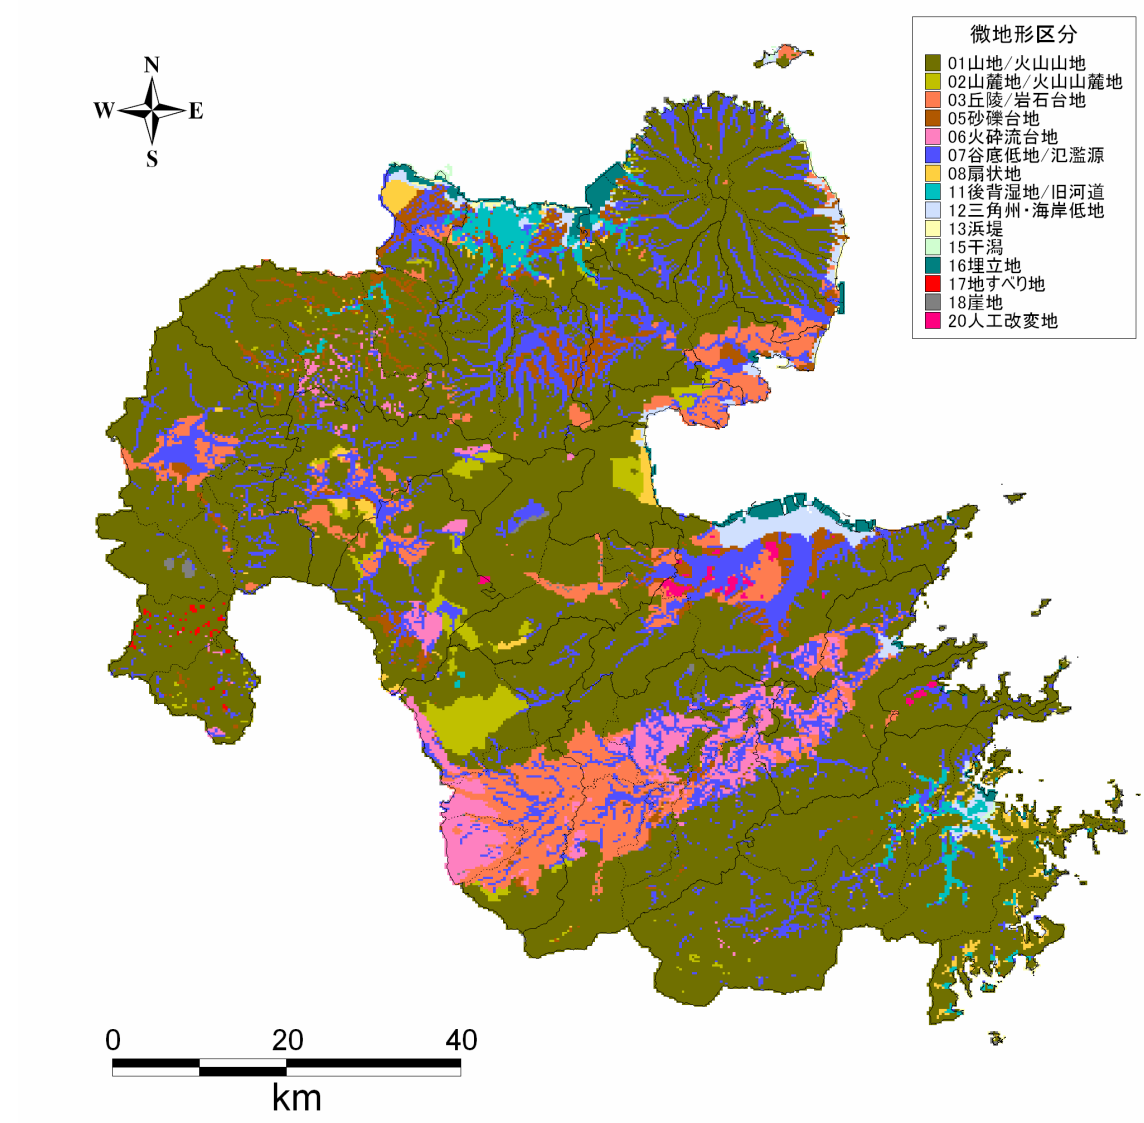 微地形区分
01山地/火山山地
02山麓地/火山山麓地
03丘陵/岩石台地
05砂礫台地
06火砕流台地
07谷底低地/氾濫源
08扇状地
11後背湿地/旧河道
12三角州・海岸低地
13浜堤
15干潟
16埋立地
17地すべり地
18崖地
20人工改変地
N
W E
S
0 20 40
km